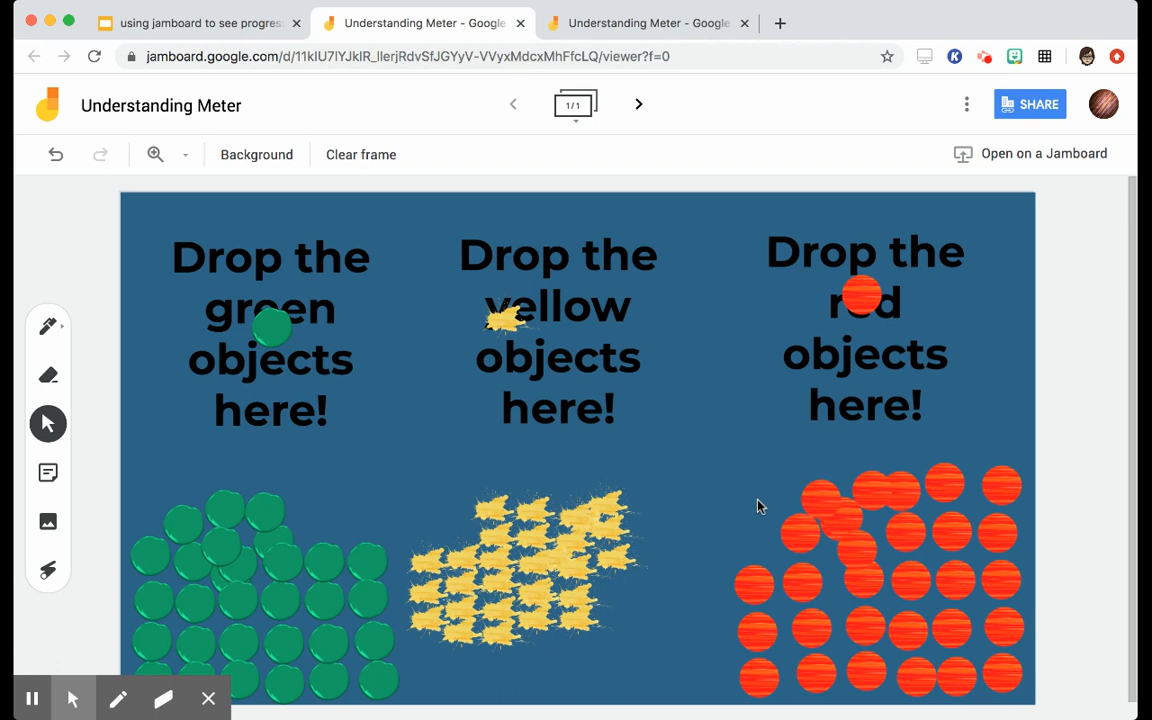 using jamboard to see progres
Understanding Meter - Google
Understanding Meter - Google
jamboard.google.com/d/11kIU7lYJkIR_IlerjRdvSfJGYyV-VVyxMdcxMhFfcLQ/viewer?f=0
Understanding Meter
1/1
SHARE
Background
Clear frame
Open on a Jamboard
Drop the
green
objects
here!
Drop the
yellow
objects
here!
Drop the
red
objects
here!